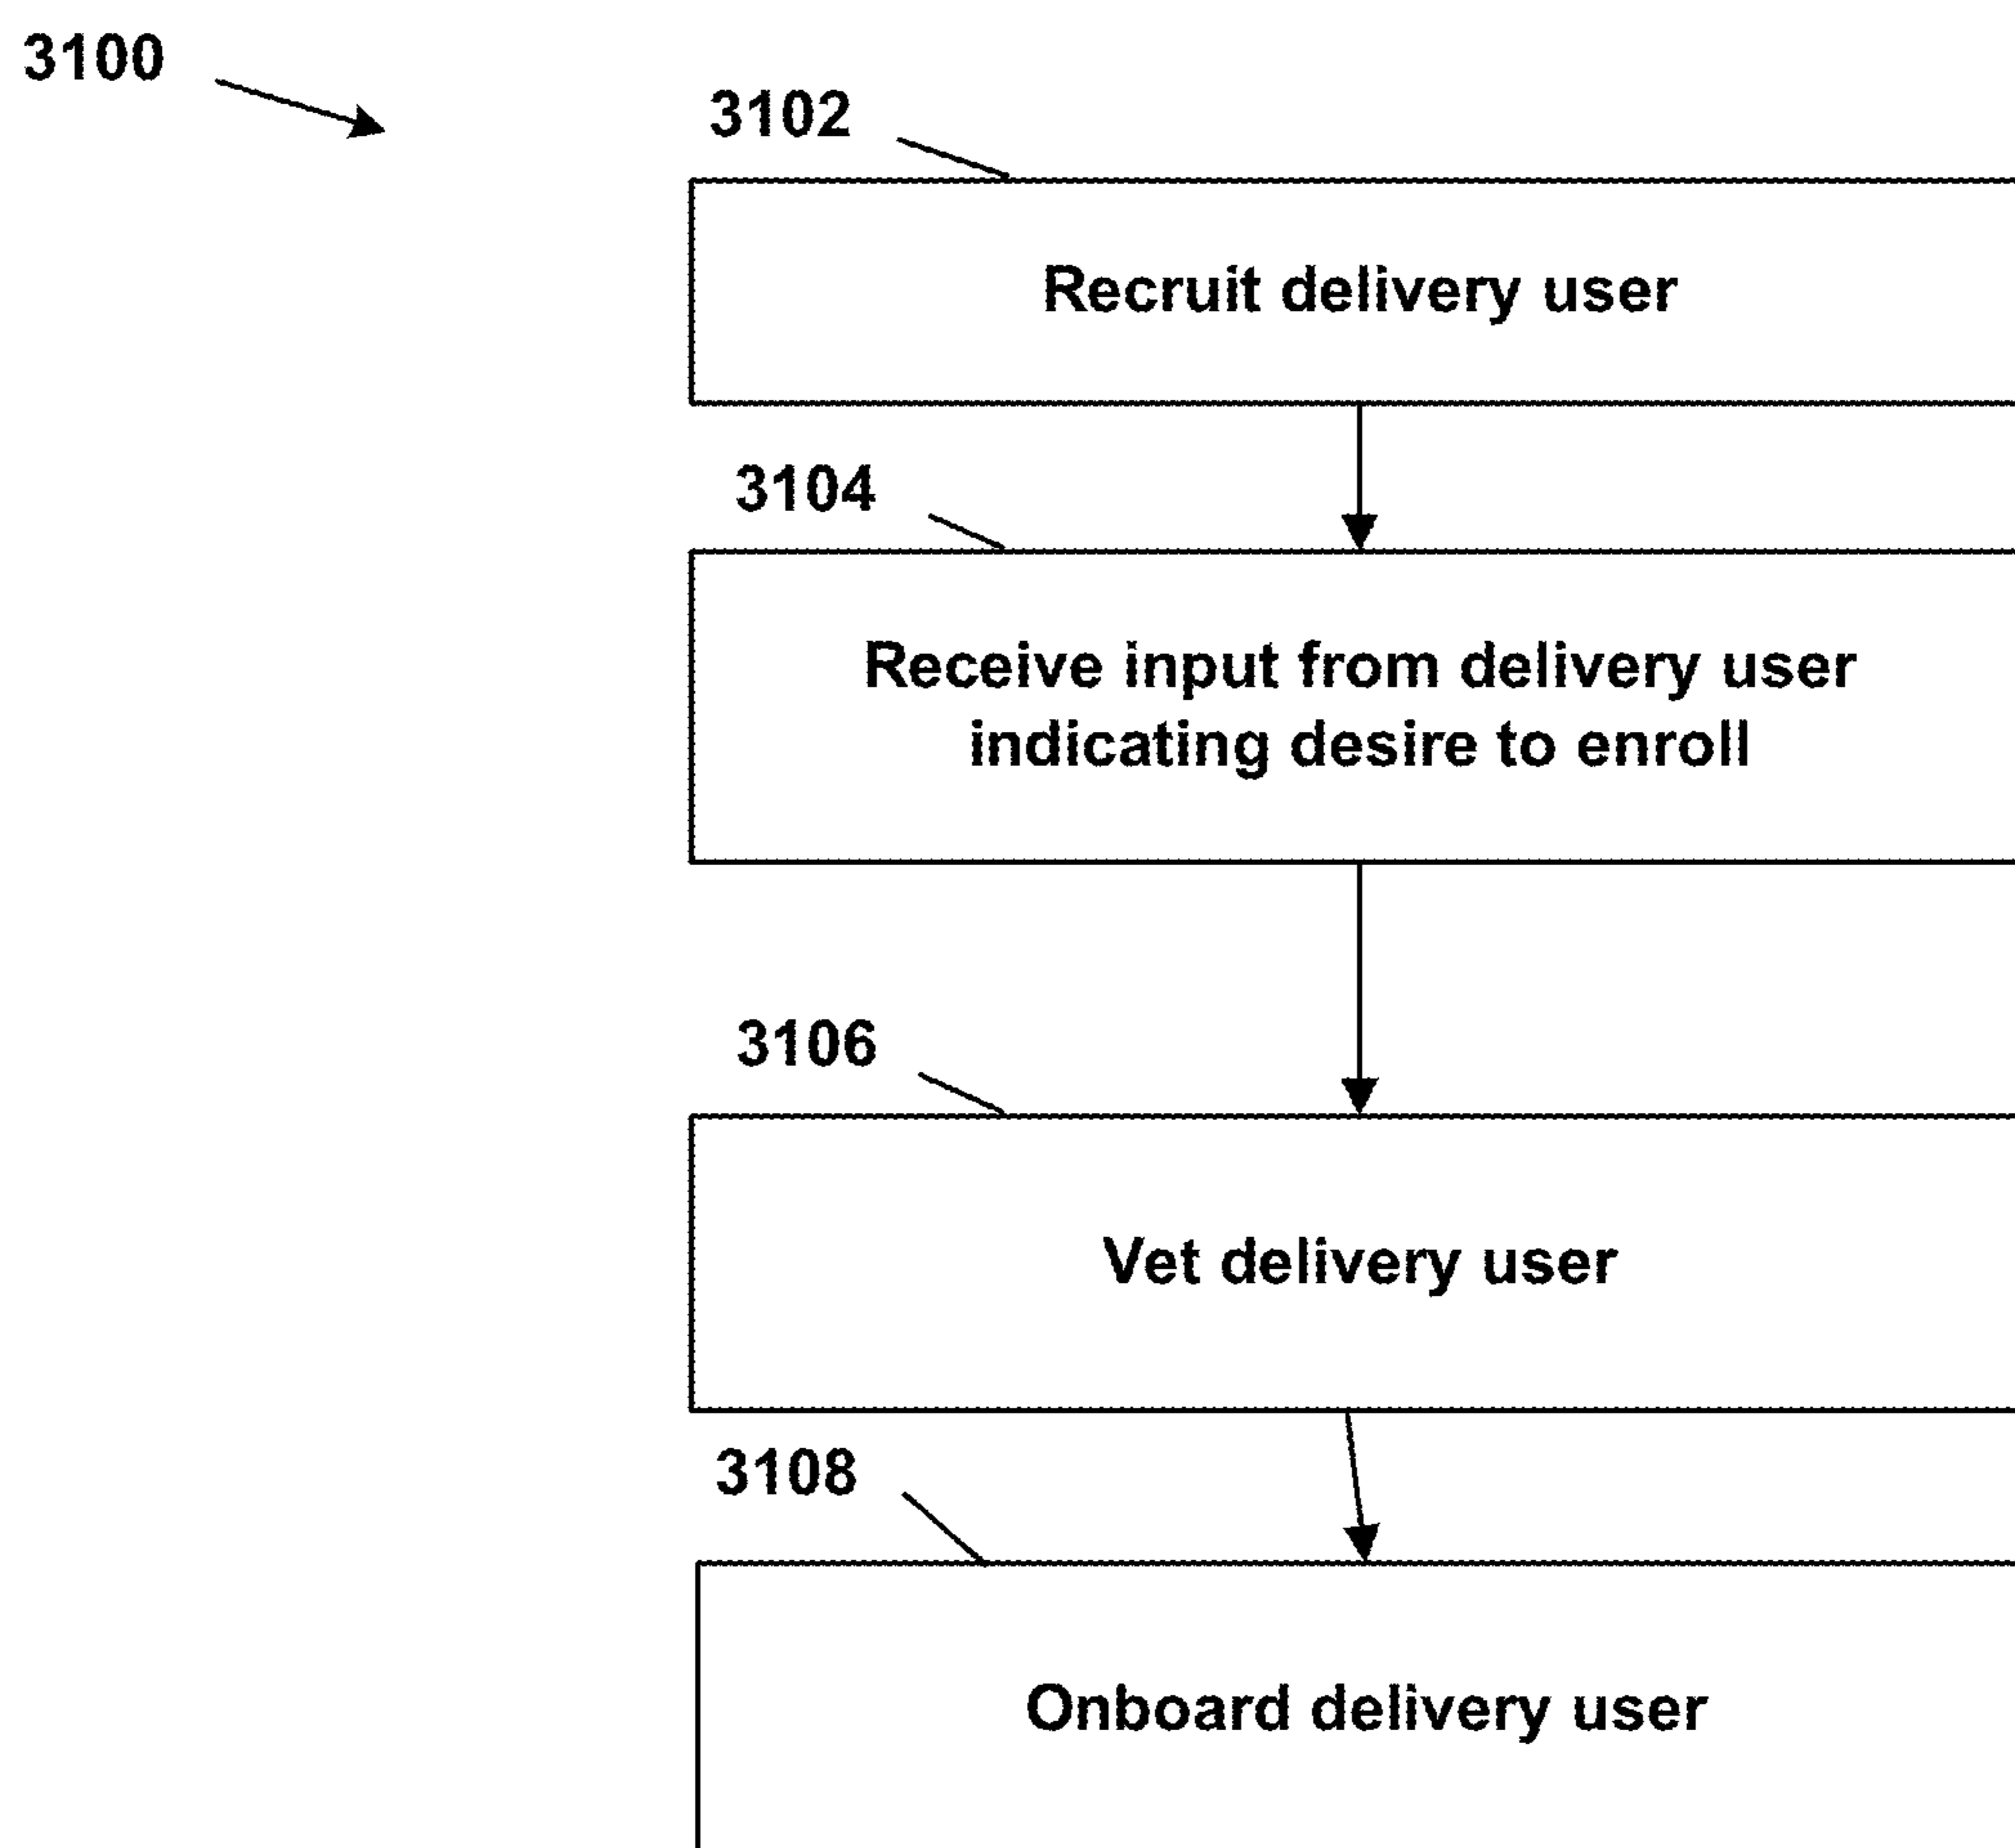 3100
3102
Recruit delivery user
3104
Receive input from delivery user
indicating desire to enroll
3106
Vet delivery user
3108
Onboard delivery user